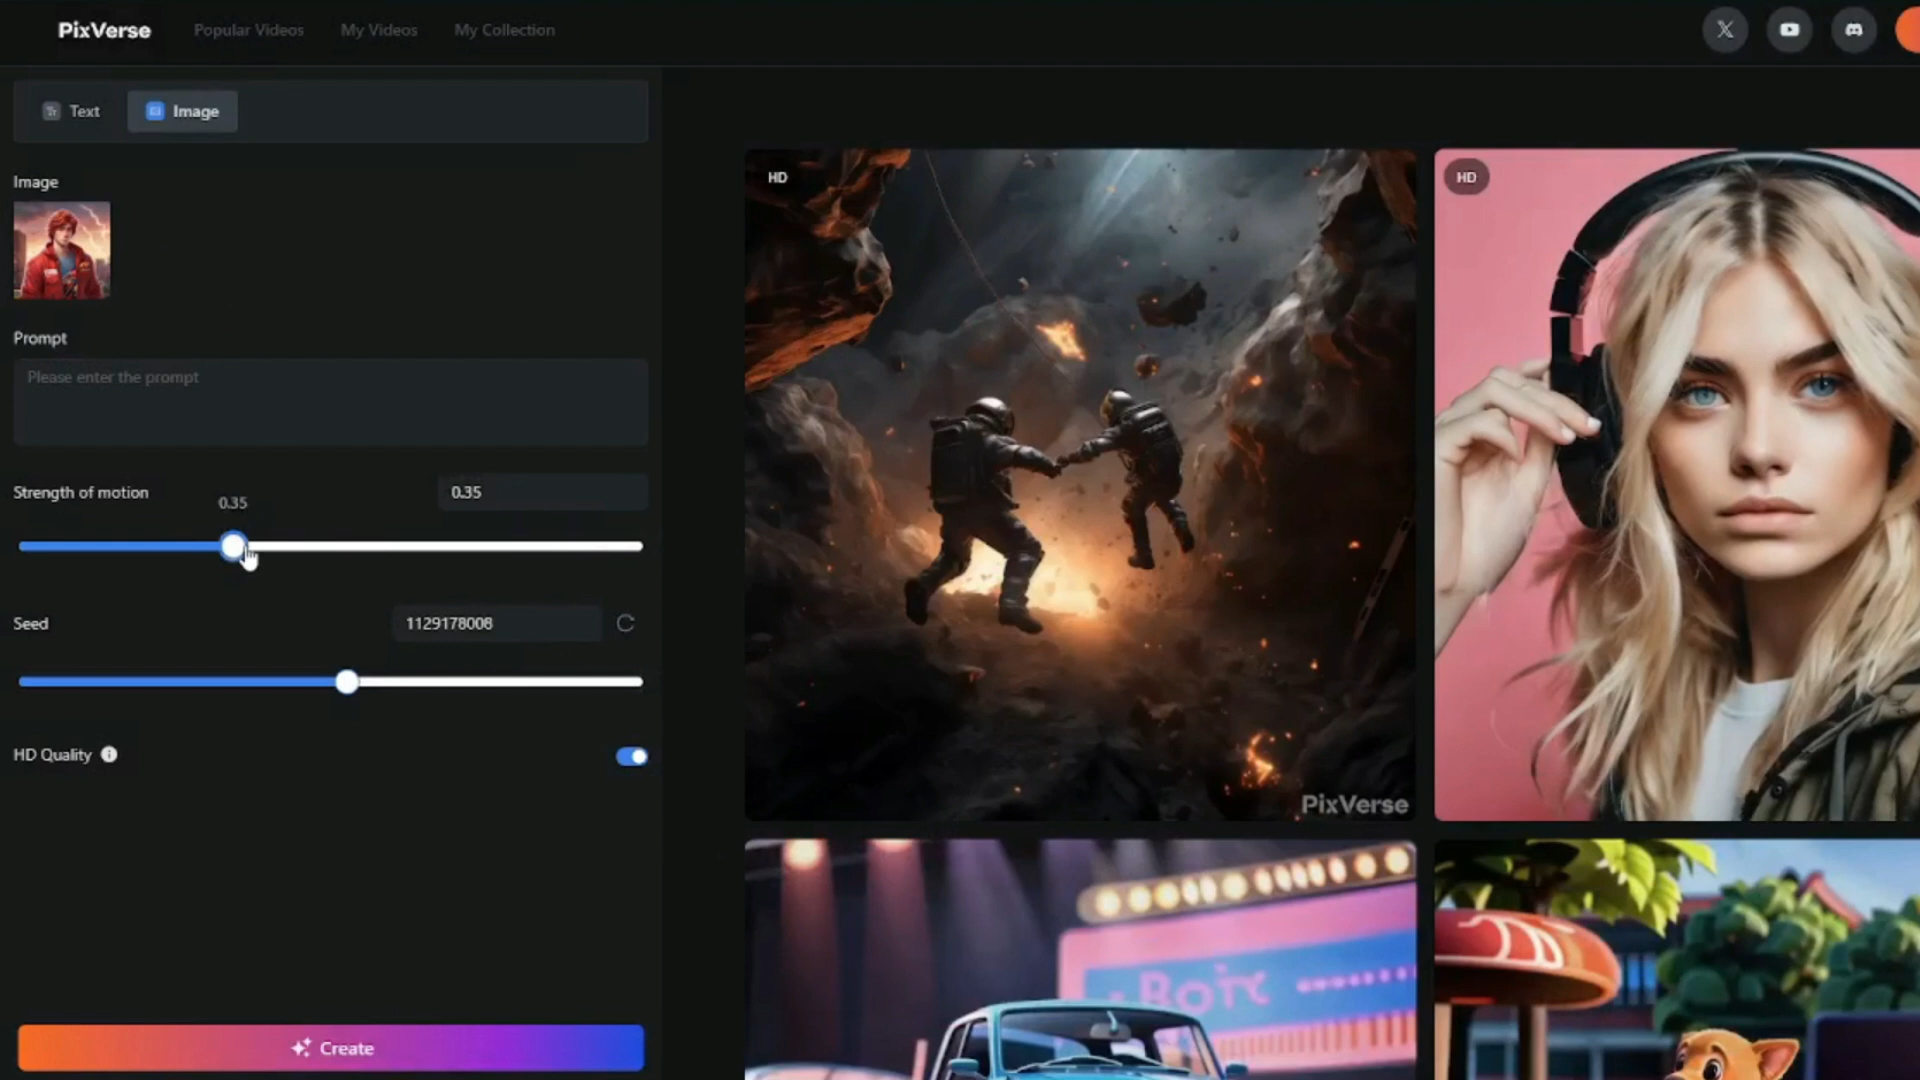 PixVerse Popular Videos My Videos My Collection
Text Image
Image
Prompt
Please enter the prompt
Strength of motion 0.35 0.35
Seed 1129178008
HD Quality
Create
HD
PixVerse
HD